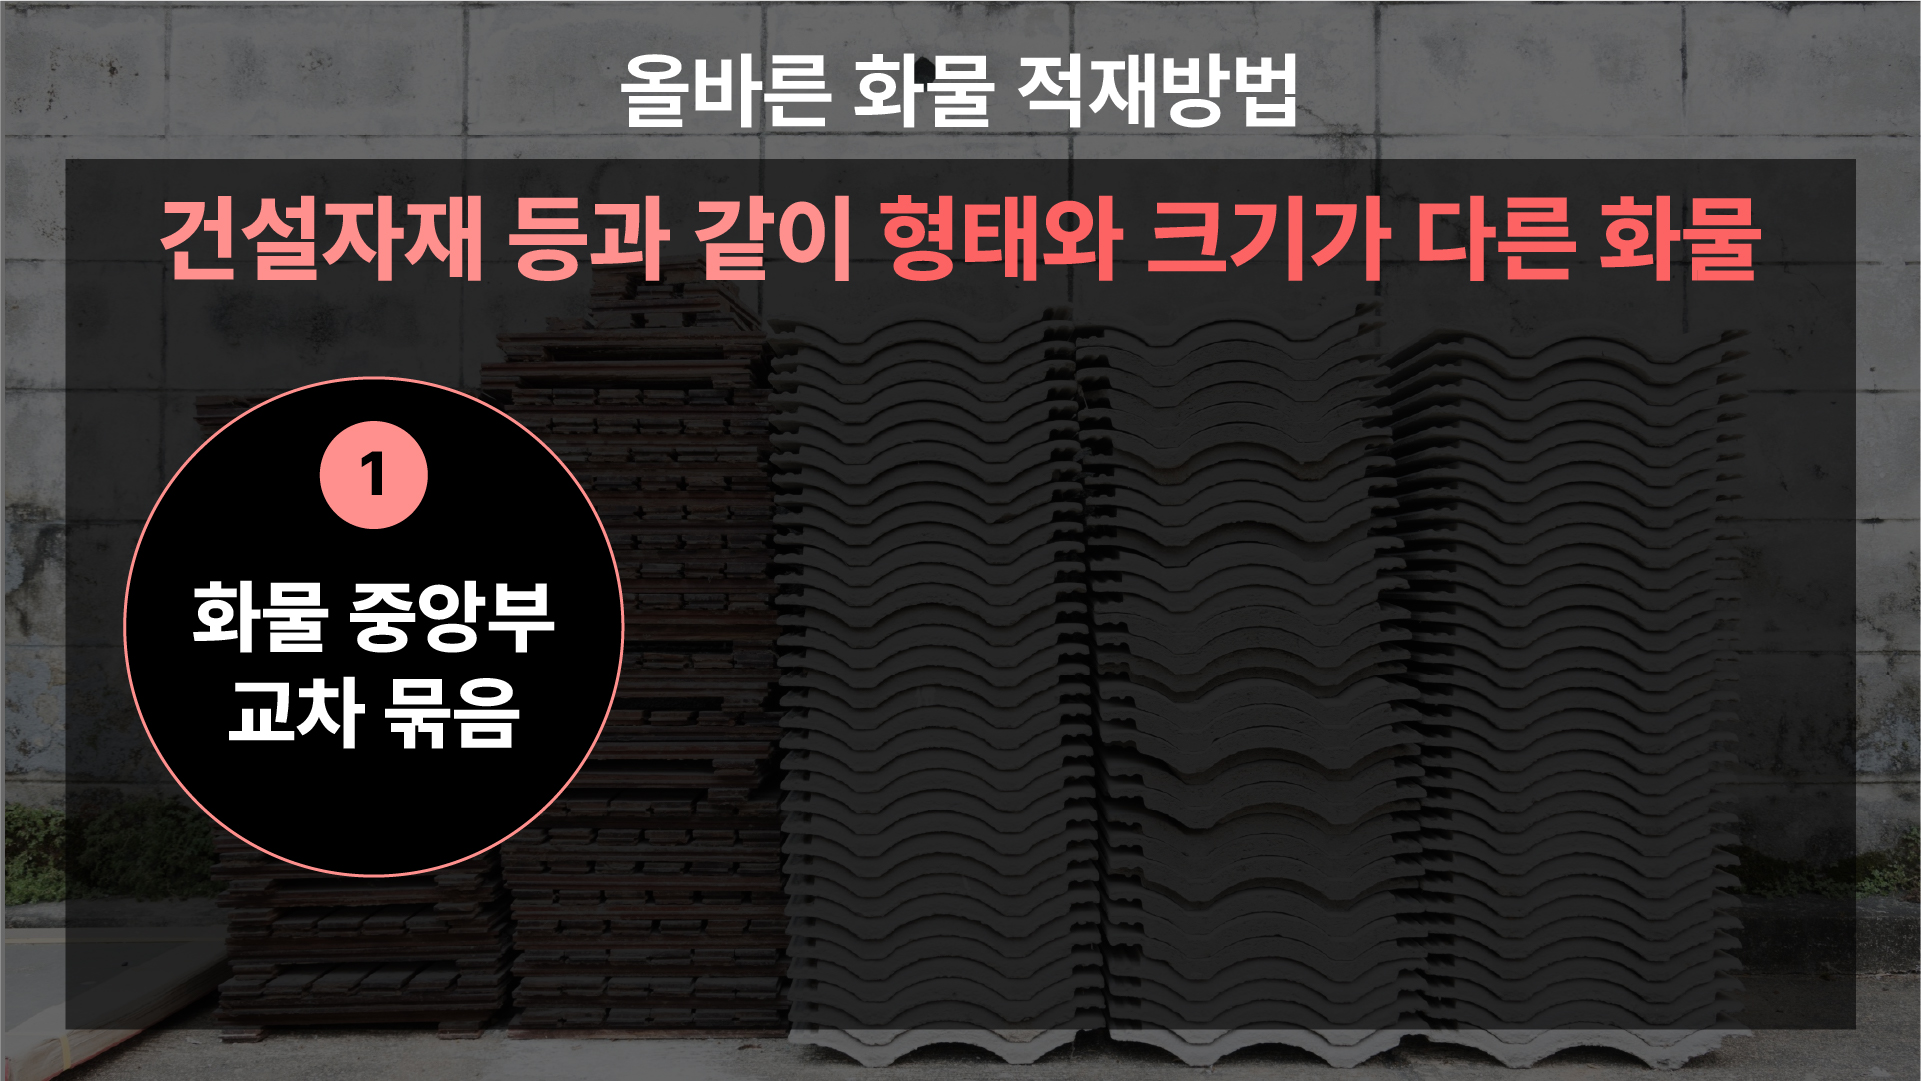 올바른 화물 적재방법
건설자재 등과 같이 형태와 크기가 다른 화물
1
화물 중앙부
교차 묶음